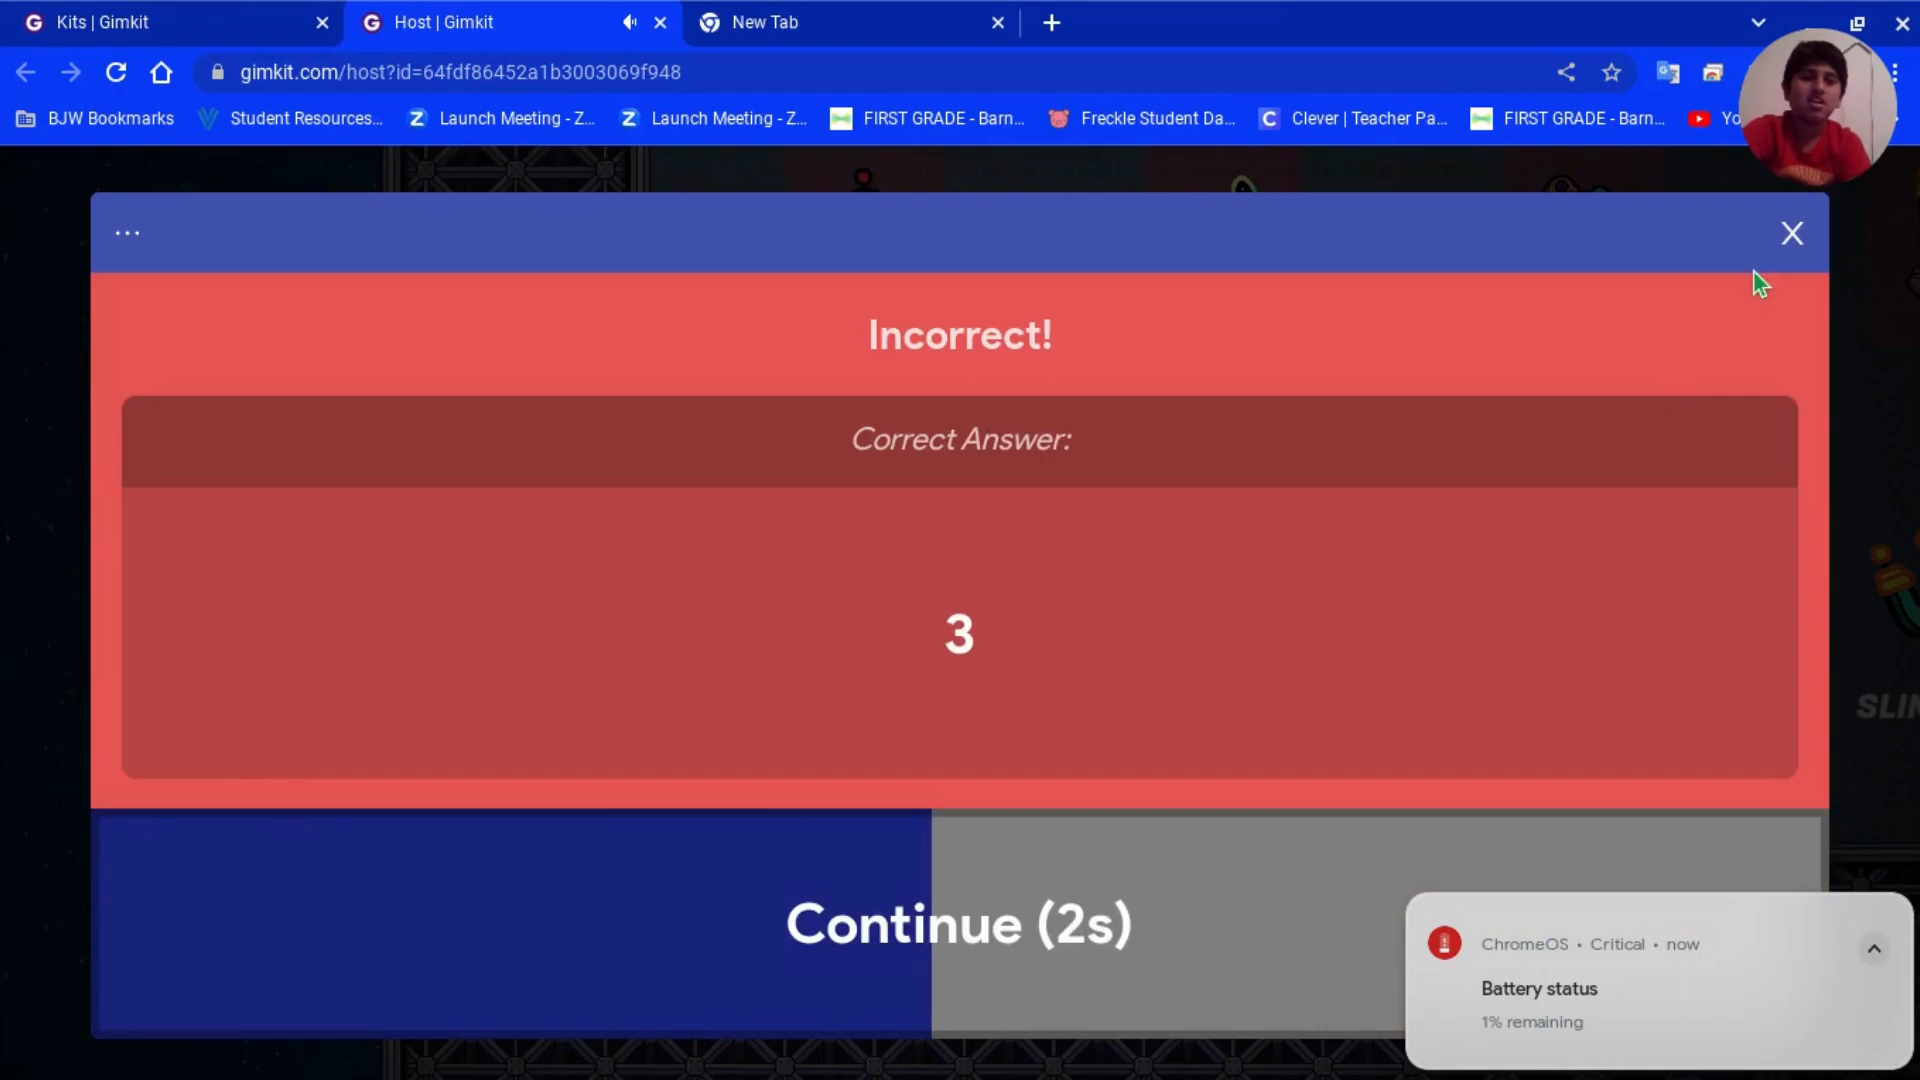 Kits | Gimkit
Host | Gimkit
New Tab
gimkit.com/host?id=64fdf86452a1b3003069f948
BJW Bookmarks
Student Resources...
Launch Meeting - Z...
Launch Meeting - Z...
FIRST GRADE - Barn...
Freckle Student Da...
Clever | Teacher Pa...
FIRST GRADE - Barn...
...
X
Incorrect!
Correct Answer:
3
Continue (2s)
ChromeOS • Critical • now
Battery status
1% remaining